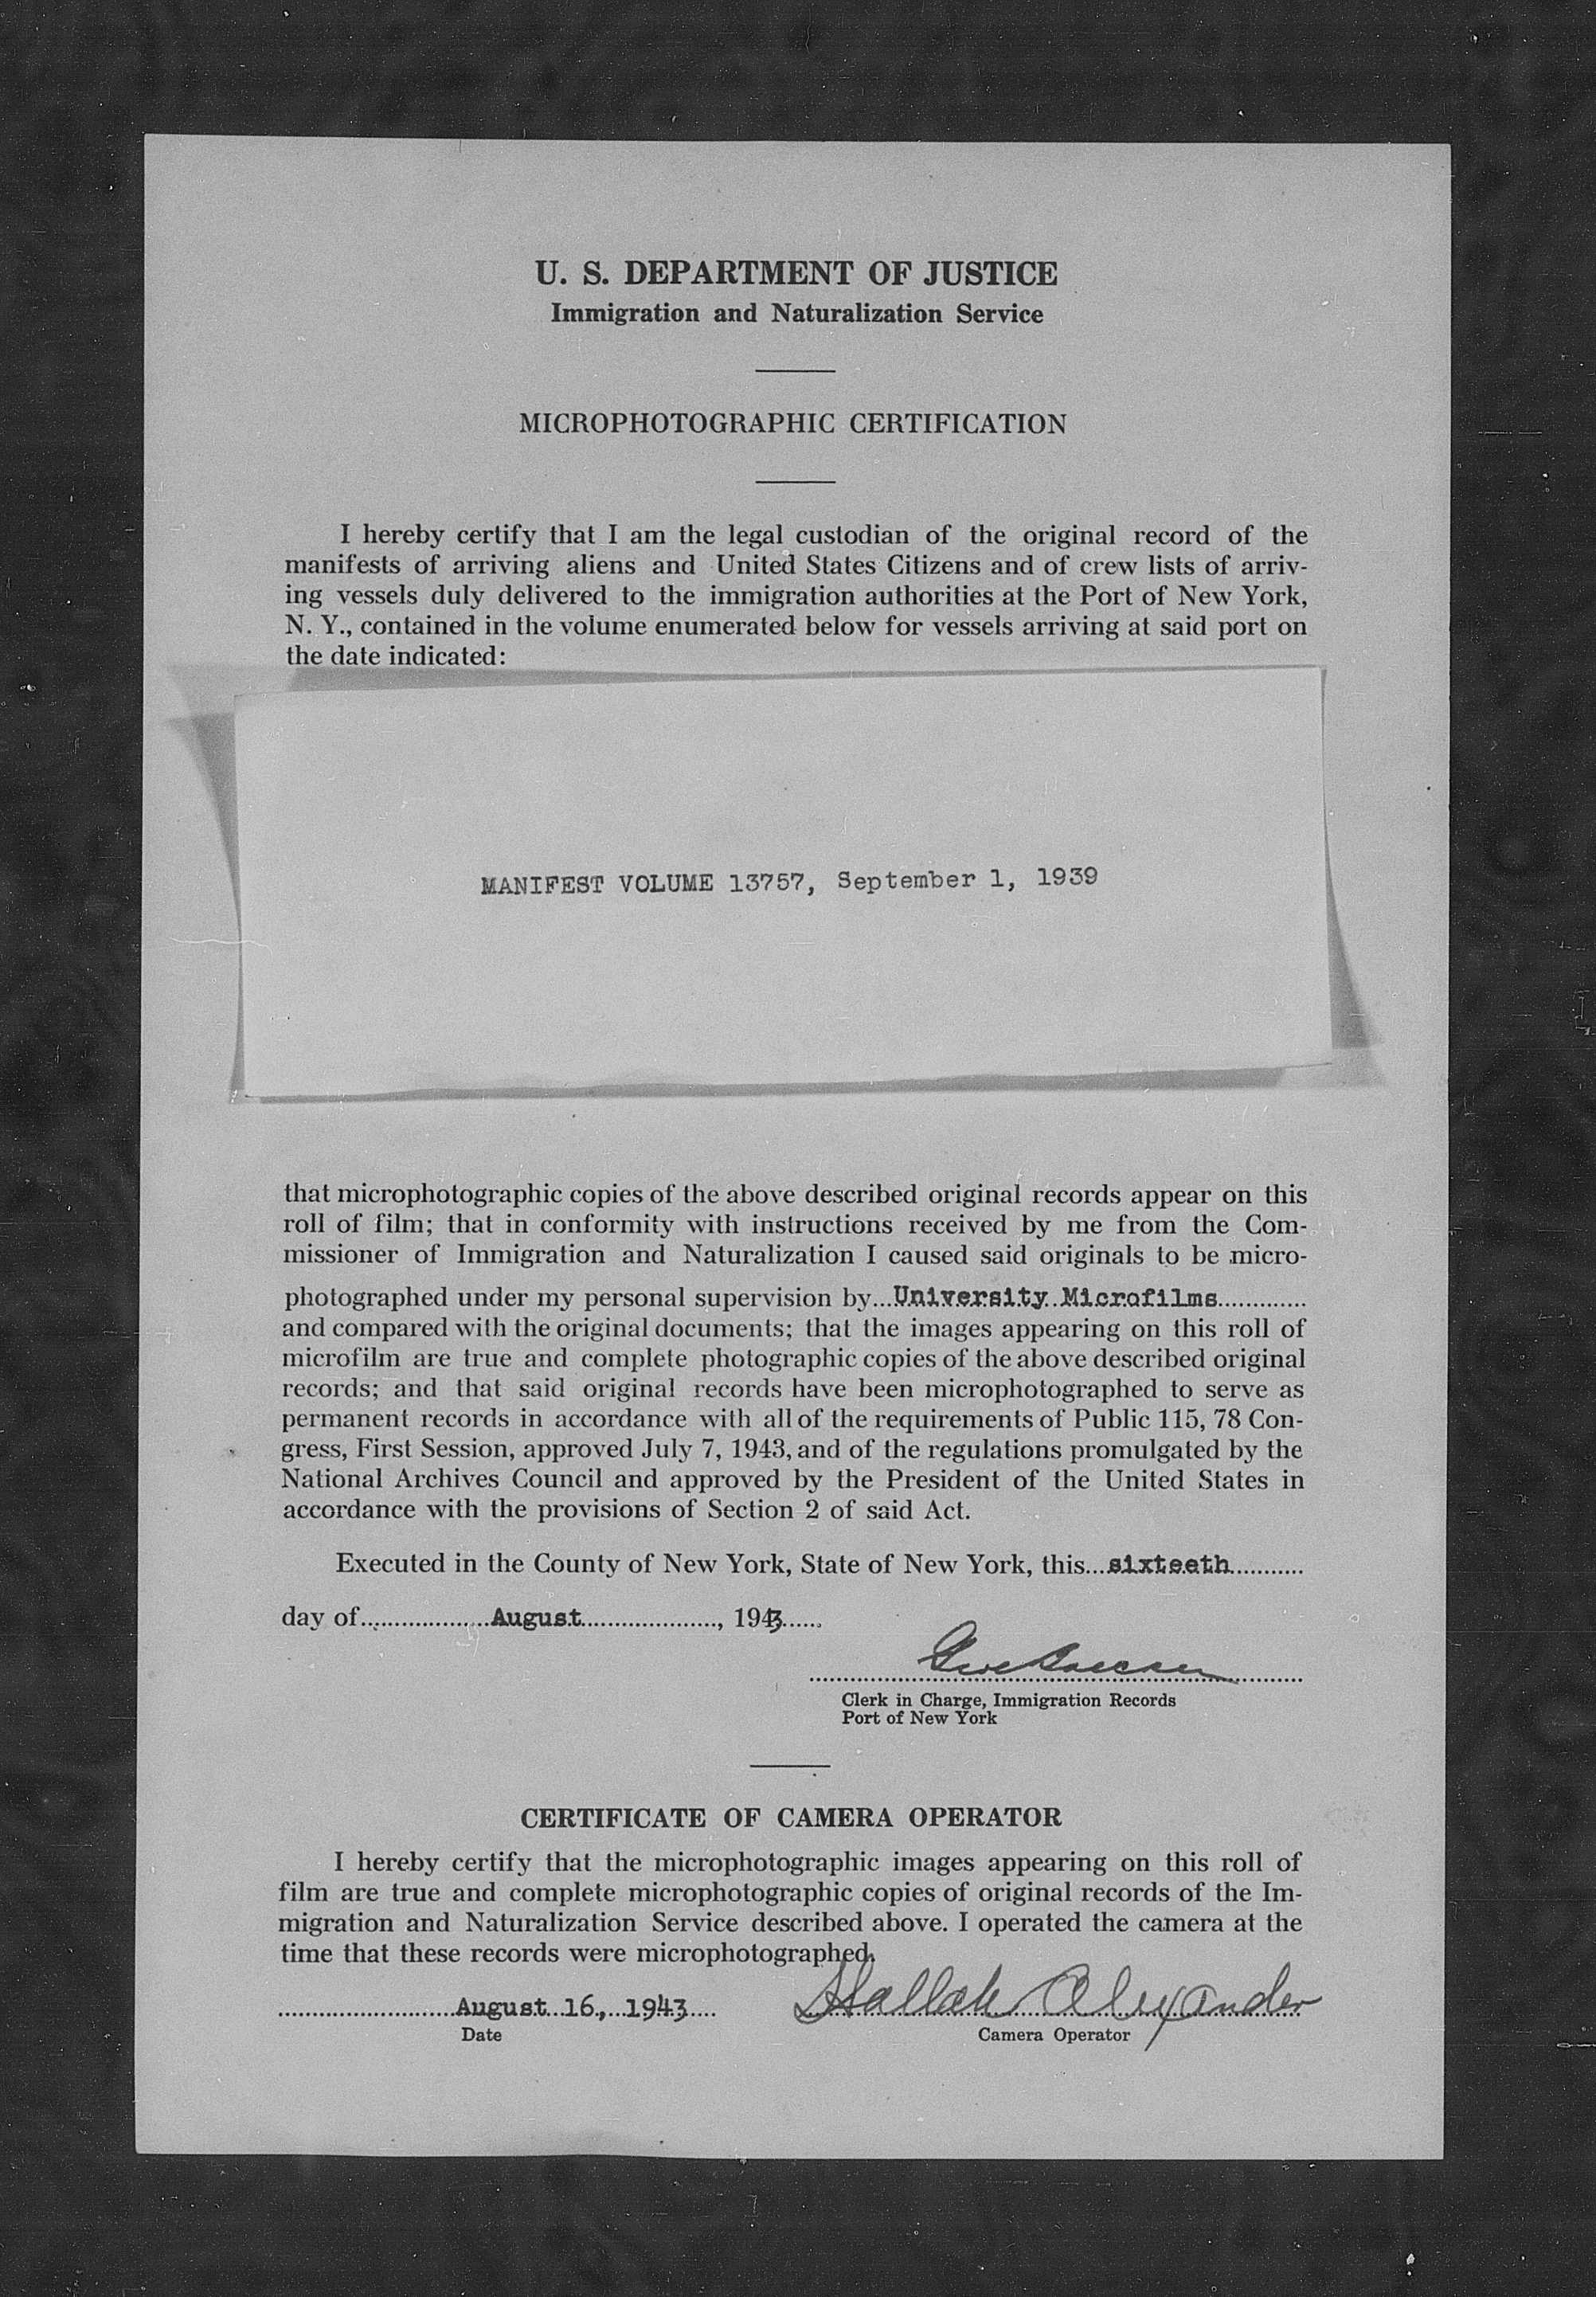 U. S. DEPARTMENT OF JUSTICE
Immigration and Naturalization Service
MICROPHOTOGRAPHIC CERTIFICATION
I hereby certify that I am the legal custodian of the original record of the
manifests of arriving aliens and United States Citizens and of crew lists of arriv-
ing vessels duly delivered to the immigration authorities at the Port of New York,
N. Y., contained in the volume enumerated below for vessels arriving at said port on
the date indicated:
MANIFEST VOLUME 13757, September 1, 1939
that microphotographic copies of the above described original records appear on this
roll of film; that in conformity with instructions received by me from the Com-
missioner of Immigration and Naturalization I caused said originals to be micro-
photographed under my personal supervision by...University Microfilms.............
and compared with the original documents; that the images appearing on this roll of
microfilm are true and complete photographic copies of the above described original
records; and that said original records have been microphotographed to serve as
permanent records in accordance with all of the requirements of Public 115, 78 Con-
gress, First Session, approved July 7, 1943, and of the regulations promulgated by the
National Archives Council and approved by the President of the United States in
accordance with the provisions of Section 2 of said Act.
Executed in the County of New York, State of New York, this...sixteeth...........
day of...................August....................., 1943......
Clerk in Charge, Immigration Records
Port of New York
CERTIFICATE OF CAMERA OPERATOR
I hereby certify that the microphotographic images appearing on this roll of
film are true and complete microphotographic copies of original records of the Im-
migration and Naturalization Service described above. I operated the camera at the
time that these records were microphotographed.
..........................August 16, 1943.... Alexander
Date Camera Operator